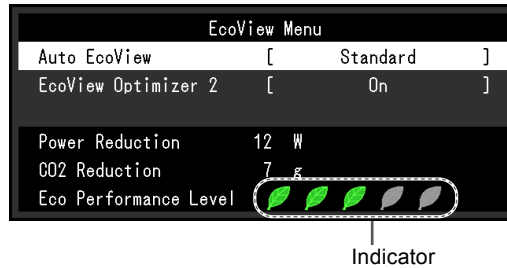 EcoView Menu
Auto EcoView [ Standard ]
EcoView Optimizer 2 [ On ]
Power Reduction 12 W
CO2 Reduction 7 g
Eco Performance Level
Indicator